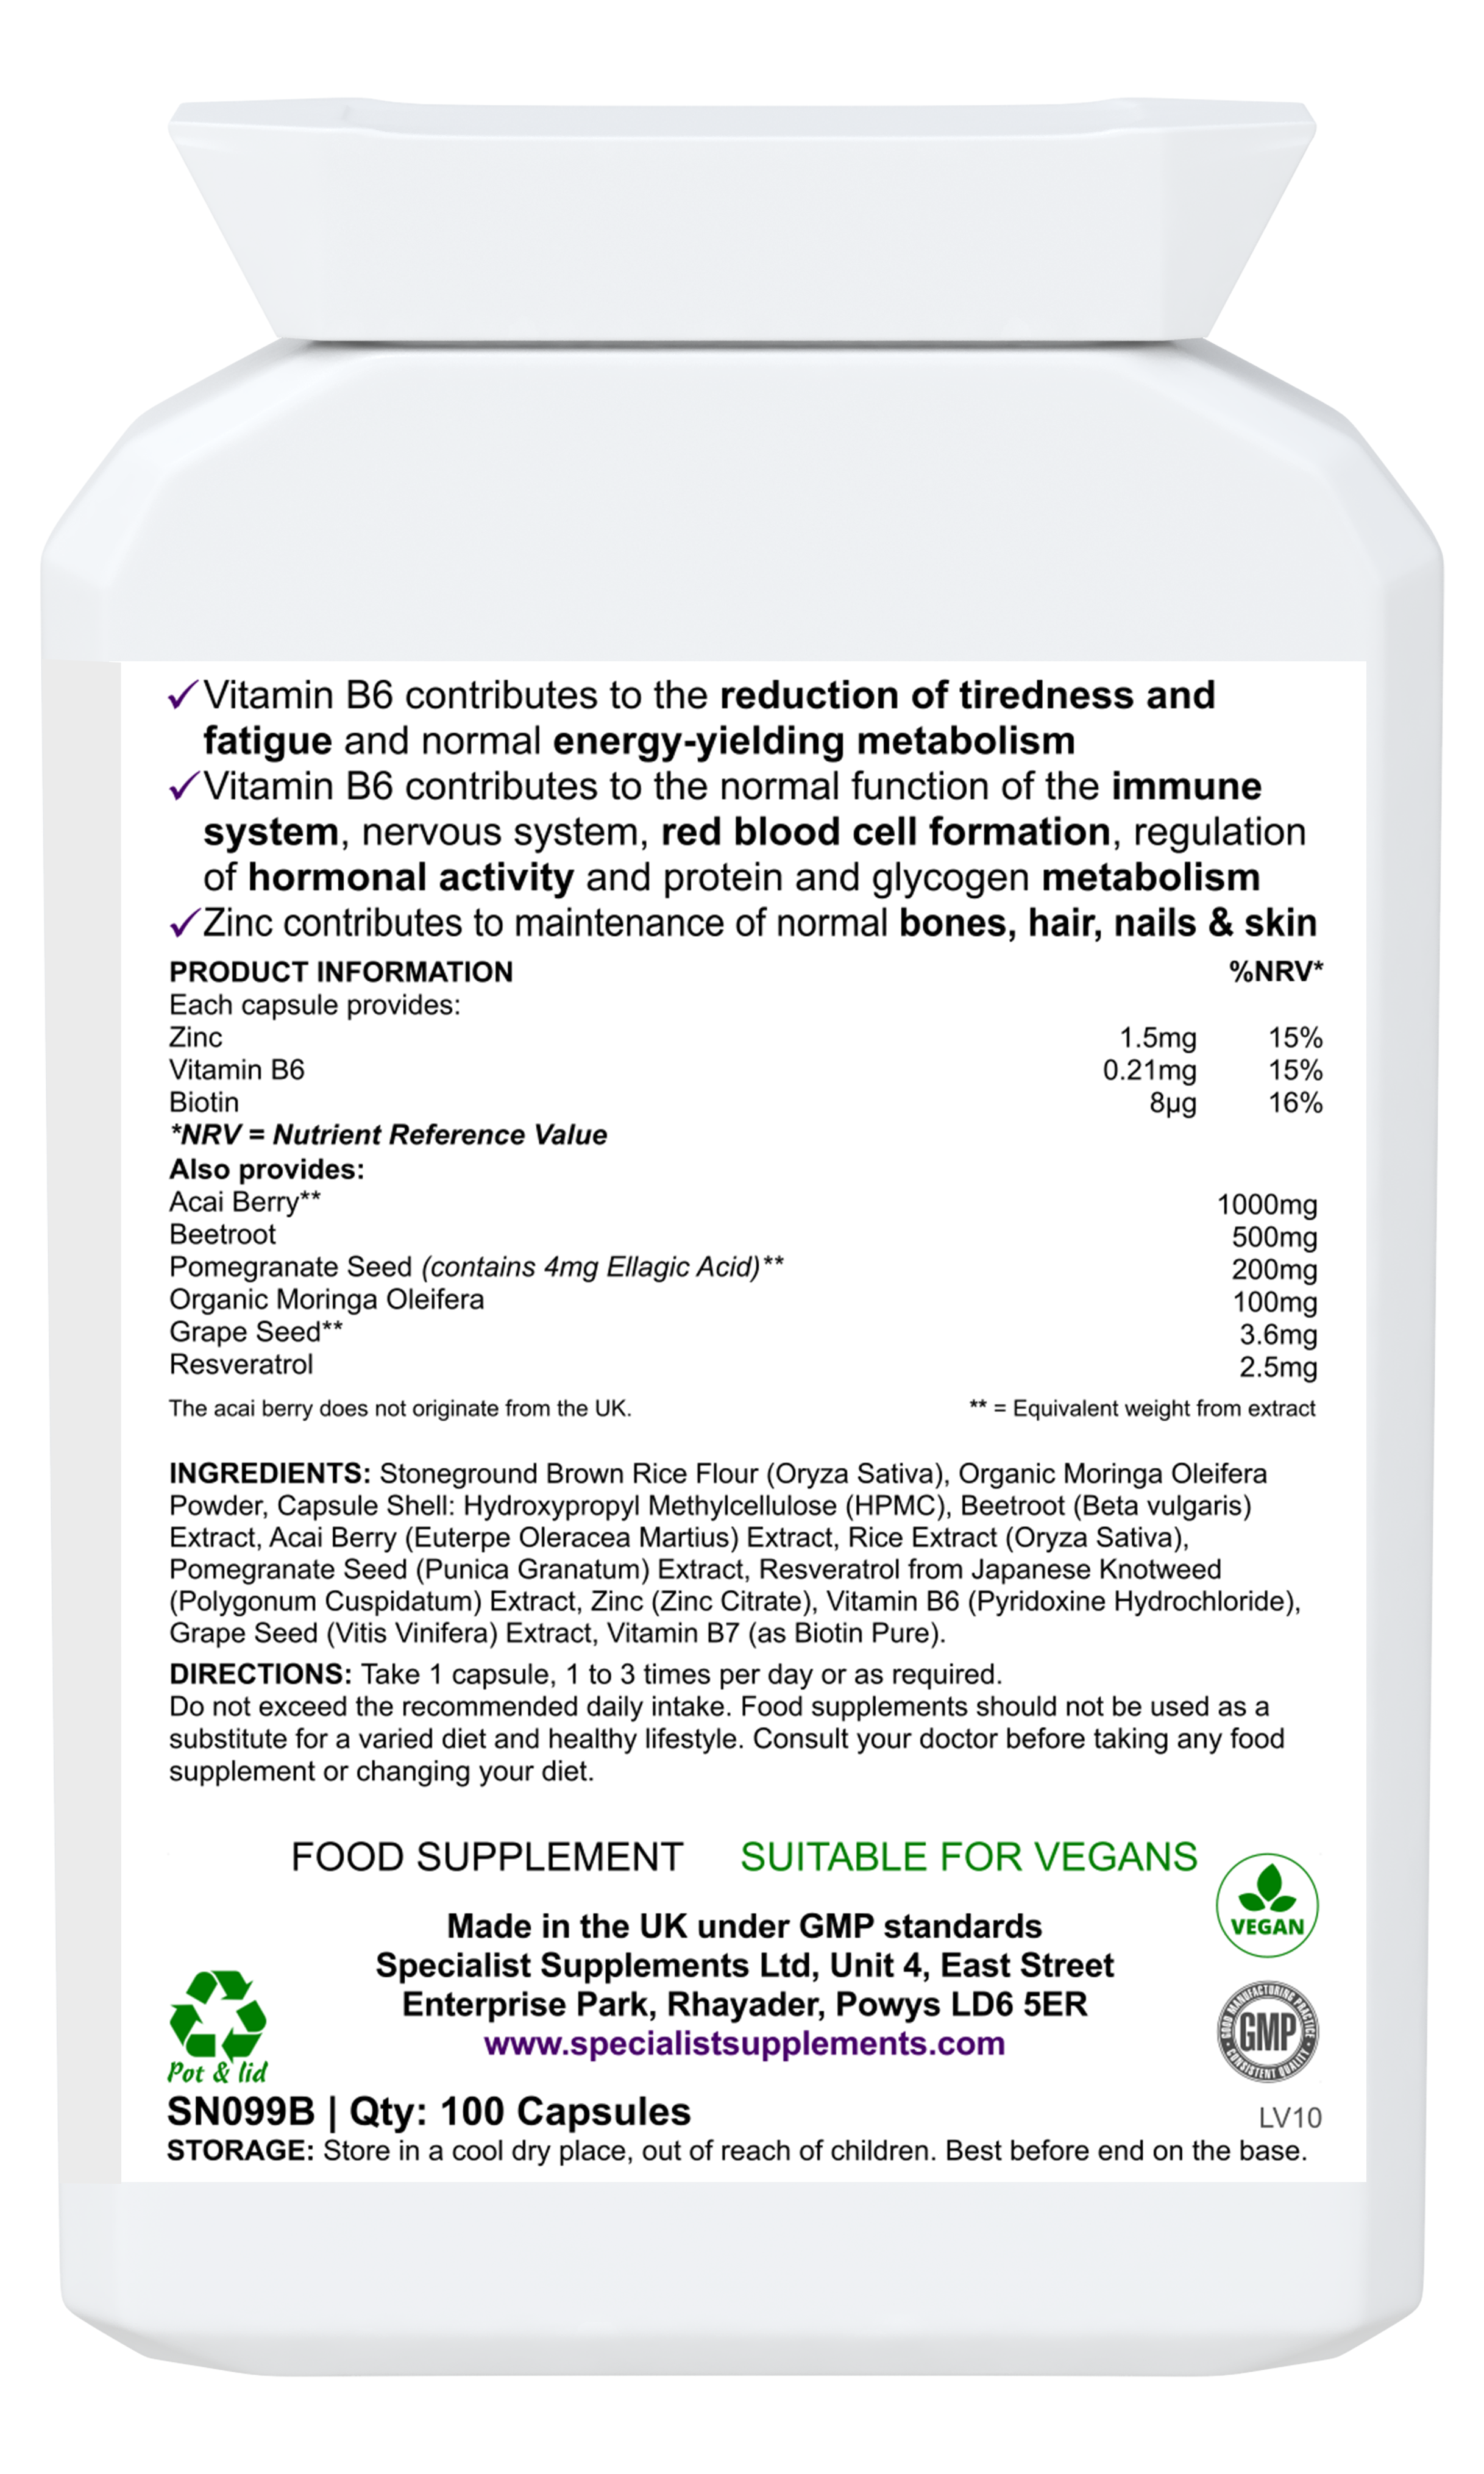 ✓Vitamin B6 contributes to the reduction of tiredness and
fatigue and normal energy-yielding metabolism
✓Vitamin B6 contributes to the normal function of the immune
system, nervous system, red blood cell formation, regulation
of hormonal activity and protein and glycogen metabolism
✓Zinc contributes to maintenance of normal bones, hair, nails & skin
PRODUCT INFORMATION %NRV*
Each capsule provides:
Zinc 1.5mg 15%
Vitamin B6 0.21mg 15%
Biotin 8µg 16%
*NRV = Nutrient Reference Value
Also provides:
Acai Berry** 1000mg
Beetroot 500mg
Pomegranate Seed (contains 4mg Ellagic Acid)** 200mg
Organic Moringa Oleifera 100mg
Grape Seed** 3.6mg
Resveratrol 2.5mg
The acai berry does not originate from the UK. ** = Equivalent weight from extract
INGREDIENTS: Stoneground Brown Rice Flour (Oryza Sativa), Organic Moringa Oleifera
Powder, Capsule Shell: Hydroxypropyl Methylcellulose (HPMC), Beetroot (Beta vulgaris)
Extract, Acai Berry (Euterpe Oleracea Martius) Extract, Rice Extract (Oryza Sativa),
Pomegranate Seed (Punica Granatum) Extract, Resveratrol from Japanese Knotweed
(Polygonum Cuspidatum) Extract, Zinc (Zinc Citrate), Vitamin B6 (Pyridoxine Hydrochloride),
Grape Seed (Vitis Vinifera) Extract, Vitamin B7 (as Biotin Pure).
DIRECTIONS: Take 1 capsule, 1 to 3 times per day or as required.
Do not exceed the recommended daily intake. Food supplements should not be used as a
substitute for a varied diet and healthy lifestyle. Consult your doctor before taking any food
supplement or changing your diet.
FOOD SUPPLEMENT SUITABLE FOR VEGANS
VEGAN
Made in the UK under GMP standards
Specialist Supplements Ltd, Unit 4, East Street
Enterprise Park, Rhayader, Powys LD6 5ER
www.specialistsupplements.com
Pot & lid
GOOD MANUFACTURING PRACTICE
GMP
CONSISTENT QUALITY
SN099B | Qty: 100 Capsules LV10
STORAGE: Store in a cool dry place, out of reach of children. Best before end on the base.